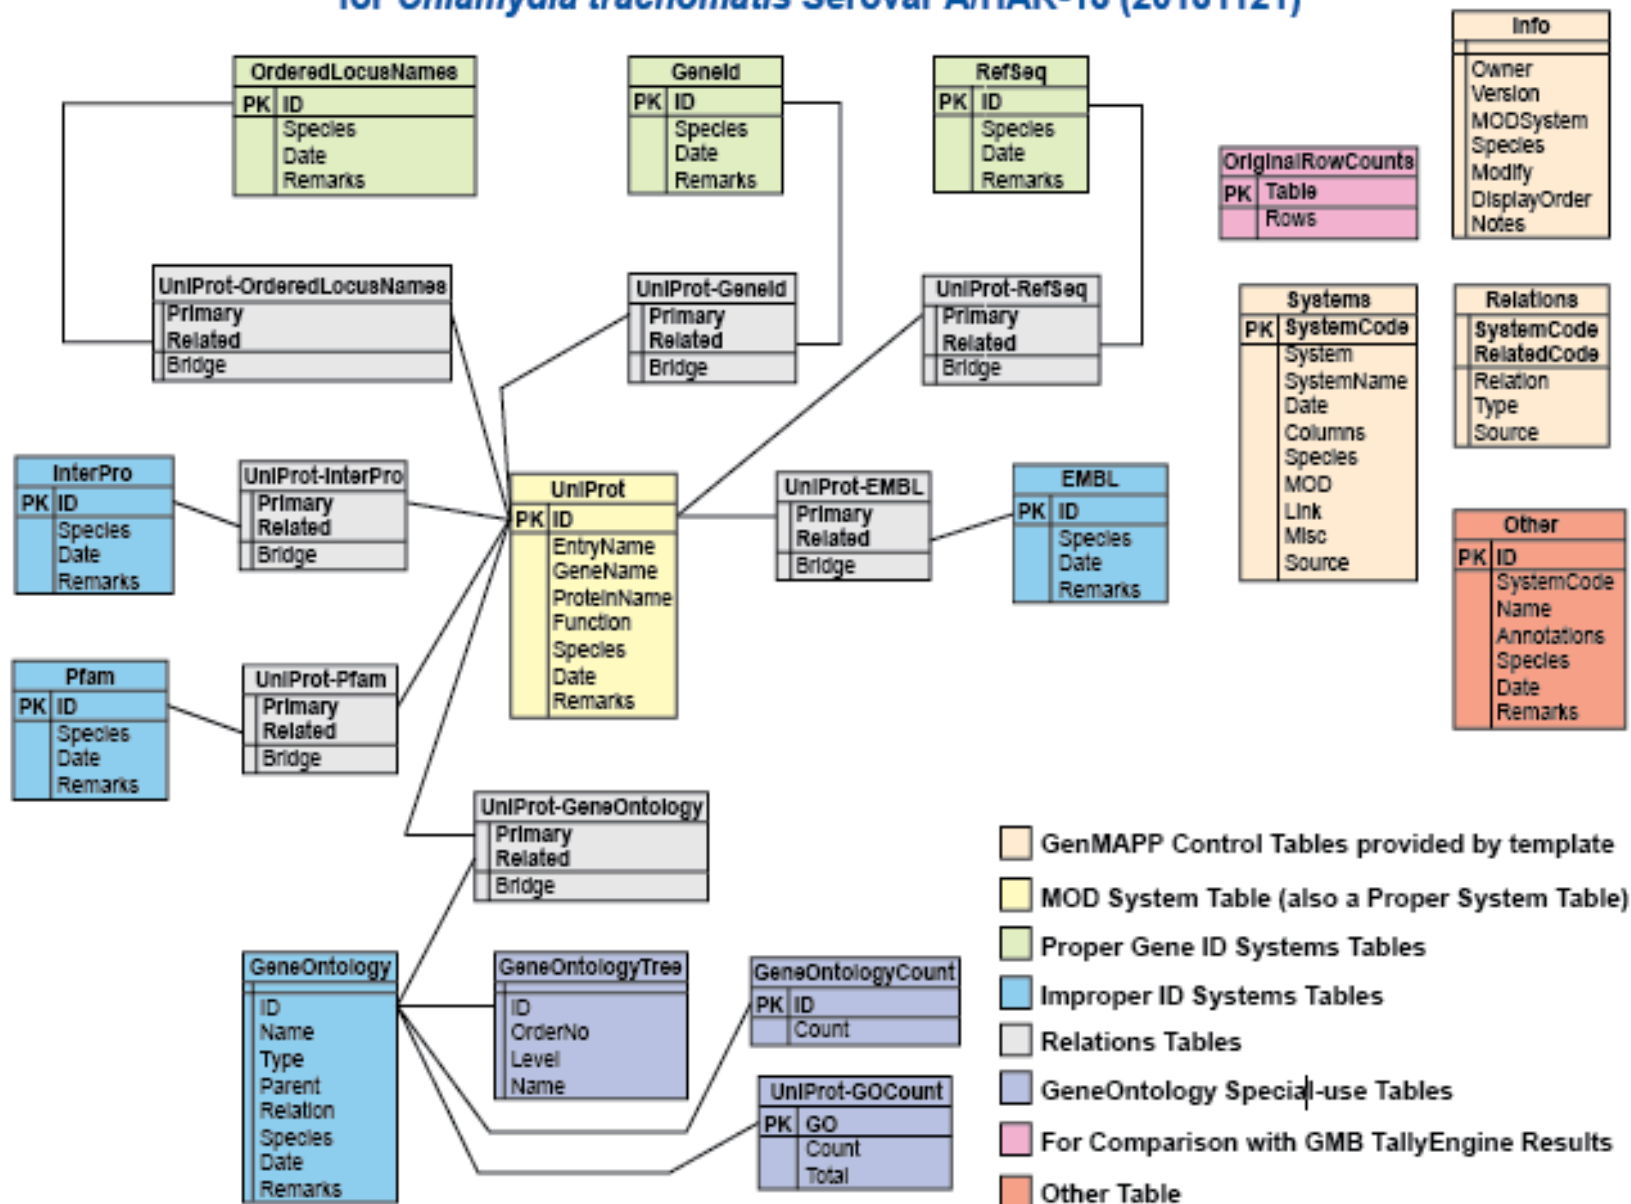 for Chlamydia trachomatis Serovar A/HAR-13 (20131121)
Info
Owner
Version
MODSystem
Species
Modify
DisplayOrder
Notes
OrderedLocusNames
PK ID
Species
Date
Remarks
GeneId
PK ID
Species
Date
Remarks
RefSeq
PK ID
Species
Date
Remarks
OriginalRowCounts
PK Table
Rows
UniProt-OrderedLocusNames
Primary
Related
Bridge
UniProt-GeneId
Primary
Related
Bridge
UniProt-RefSeq
Primary
Related
Bridge
Systems
PK SystemCode
System
SystemName
Date
Columns
Species
MOD
Link
Misc
Source
Relations
SystemCode
RelatedCode
Relation
Type
Source
InterPro
PK ID
Species
Date
Remarks
UniProt-InterPro
Primary
Related
Bridge
UniProt
PK ID
EntryName
GeneName
ProteinName
Function
Species
Date
Remarks
UniProt-EMBL
Primary
Related
Bridge
EMBL
PK ID
Species
Date
Remarks
Other
PK ID
SystemCode
Name
Annotations
Species
Date
Remarks
Pfam
PK ID
Species
Date
Remarks
UniProt-Pfam
Primary
Related
Bridge
UniProt-GeneOntology
Primary
Related
Bridge
GeneOntology
ID
Name
Type
Parent
Relation
Species
Date
Remarks
GeneOntologyTree
ID
OrderNo
Level
Name
GeneOntologyCount
PK ID
Count
UniProt-GOCount
PK GO
Count
Total
GenMAPP Control Tables provided by template
MOD System Table (also a Proper System Table)
Proper Gene ID Systems Tables
Improper ID Systems Tables
Relations Tables
GeneOntology Special-use Tables
For Comparison with GMB TallyEngine Results
Other Table